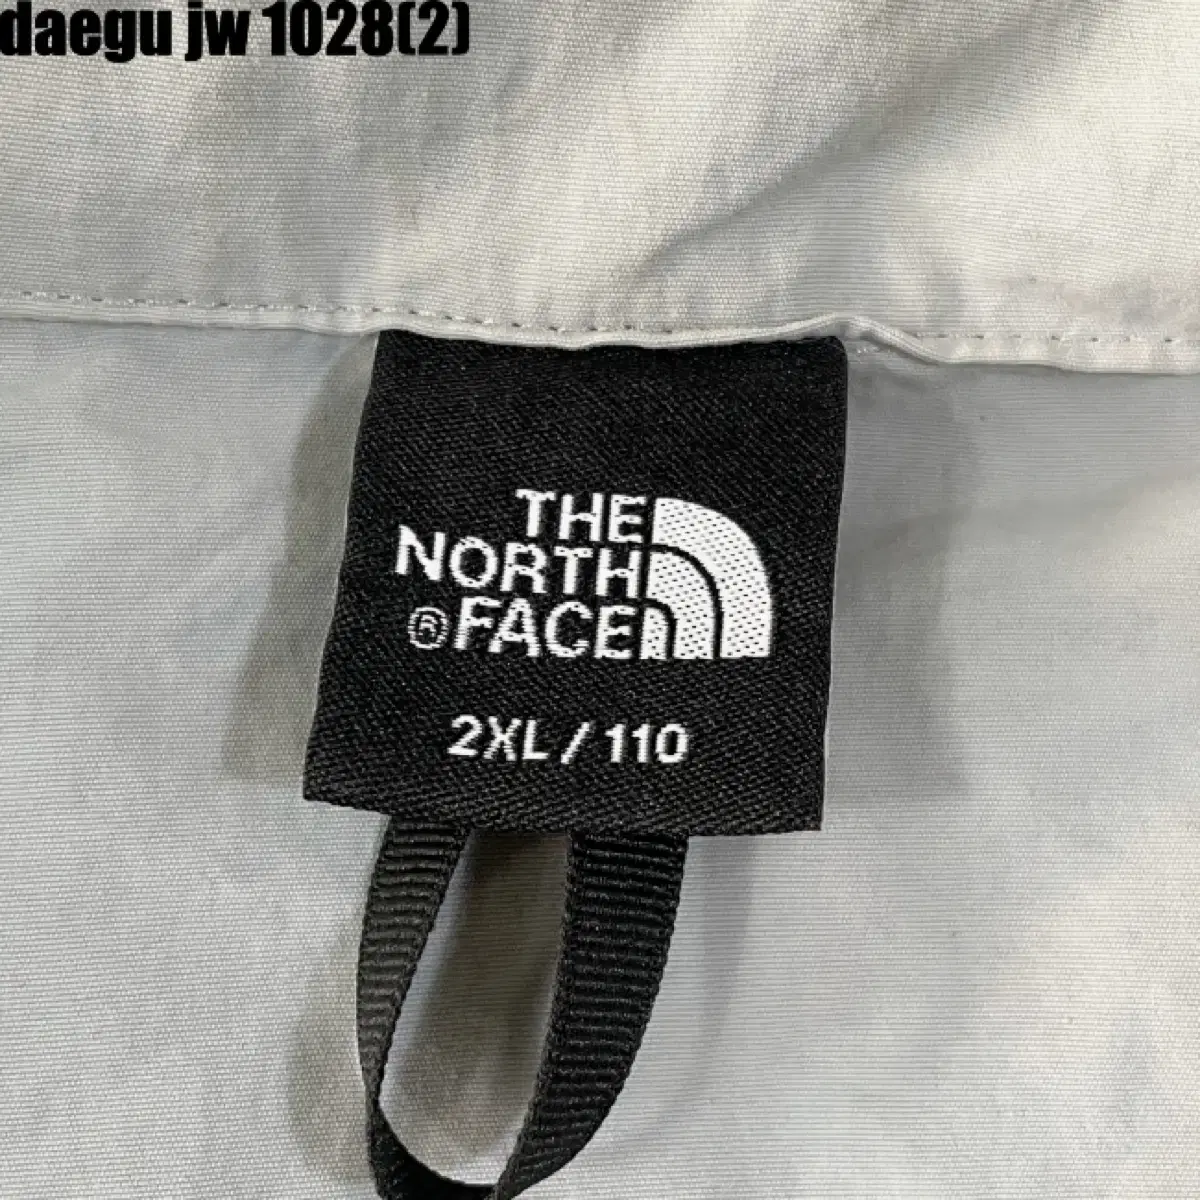 daegu jw 1028(2)
THE
NORTH
®FACE
2XL / 110